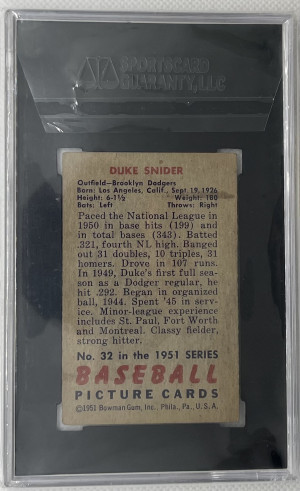 SPORTSCARD
GUARANTY, LLC
DUKE SNIDER
Outfield—Brooklyn Dodgers
Born: Los Angeles, Calif., Sept. 19, 1926
Height: 6-1½ Weight: 180
Bats: Left Throws: Right
Paced the National League in
1950 in base hits (199) and
in total bases (343). Batted
.321, fourth NL high. Banged
out 31 doubles, 10 triples, 31
homers. Drove in 107 runs.
In 1949, Duke's first full sea-
son as a Dodger regular, he
hit .292. Began in organized
ball, 1944. Spent '45 in serv-
ice. Minor-league experience
includes St. Paul, Fort Worth
and Montreal. Classy fielder,
strong hitter.
No. 32 in the 1951 SERIES
BASEBALL
PICTURE CARDS
©1951 Bowman Gum, Inc. Phila., Pa., U.S.A.